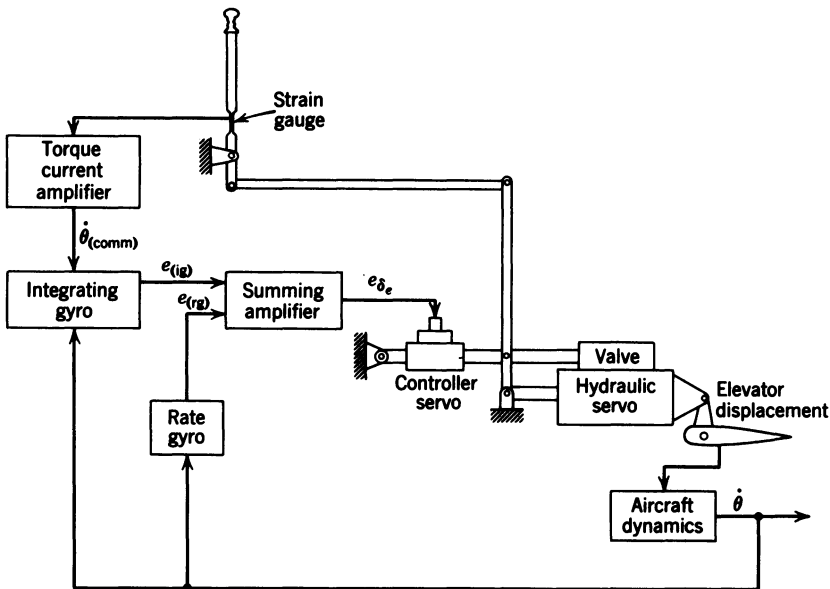 Strain
gauge
Torque
current
amplifier
θ̇(comm)
Integrating
gyro
e(ig)
e(rg)
Summing
amplifier
eδe
Controller
servo
Valve
Hydraulic
servo
Elevator
displacement
Rate
gyro
Aircraft
dynamics
θ̇